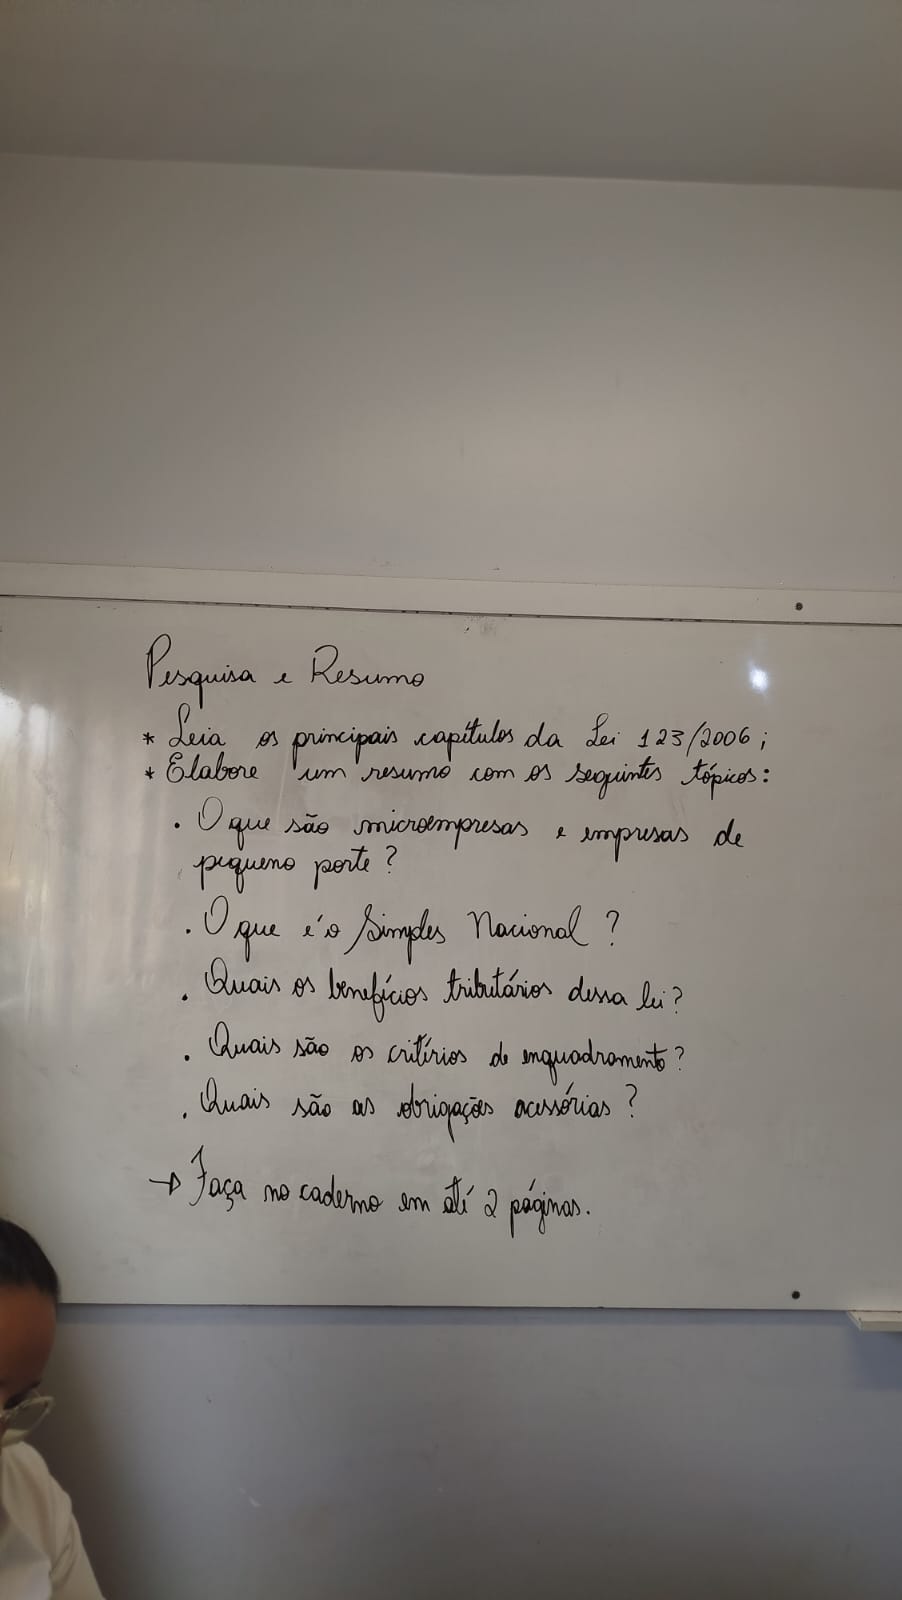 Pesquisa e Resumo
* Leia os principais capítulos da Lei 123/2006;
* Elabore um resumo com os seguintes tópicos:
. O que são microempresas e empresas de
pequeno porte?
. O que é o Simples Nacional?
. Quais os benefícios tributários dessa lei?
. Quais são os critérios de enquadramento?
. Quais são as obrigações acessórias?
→ Faça no caderno em até 2 páginas.